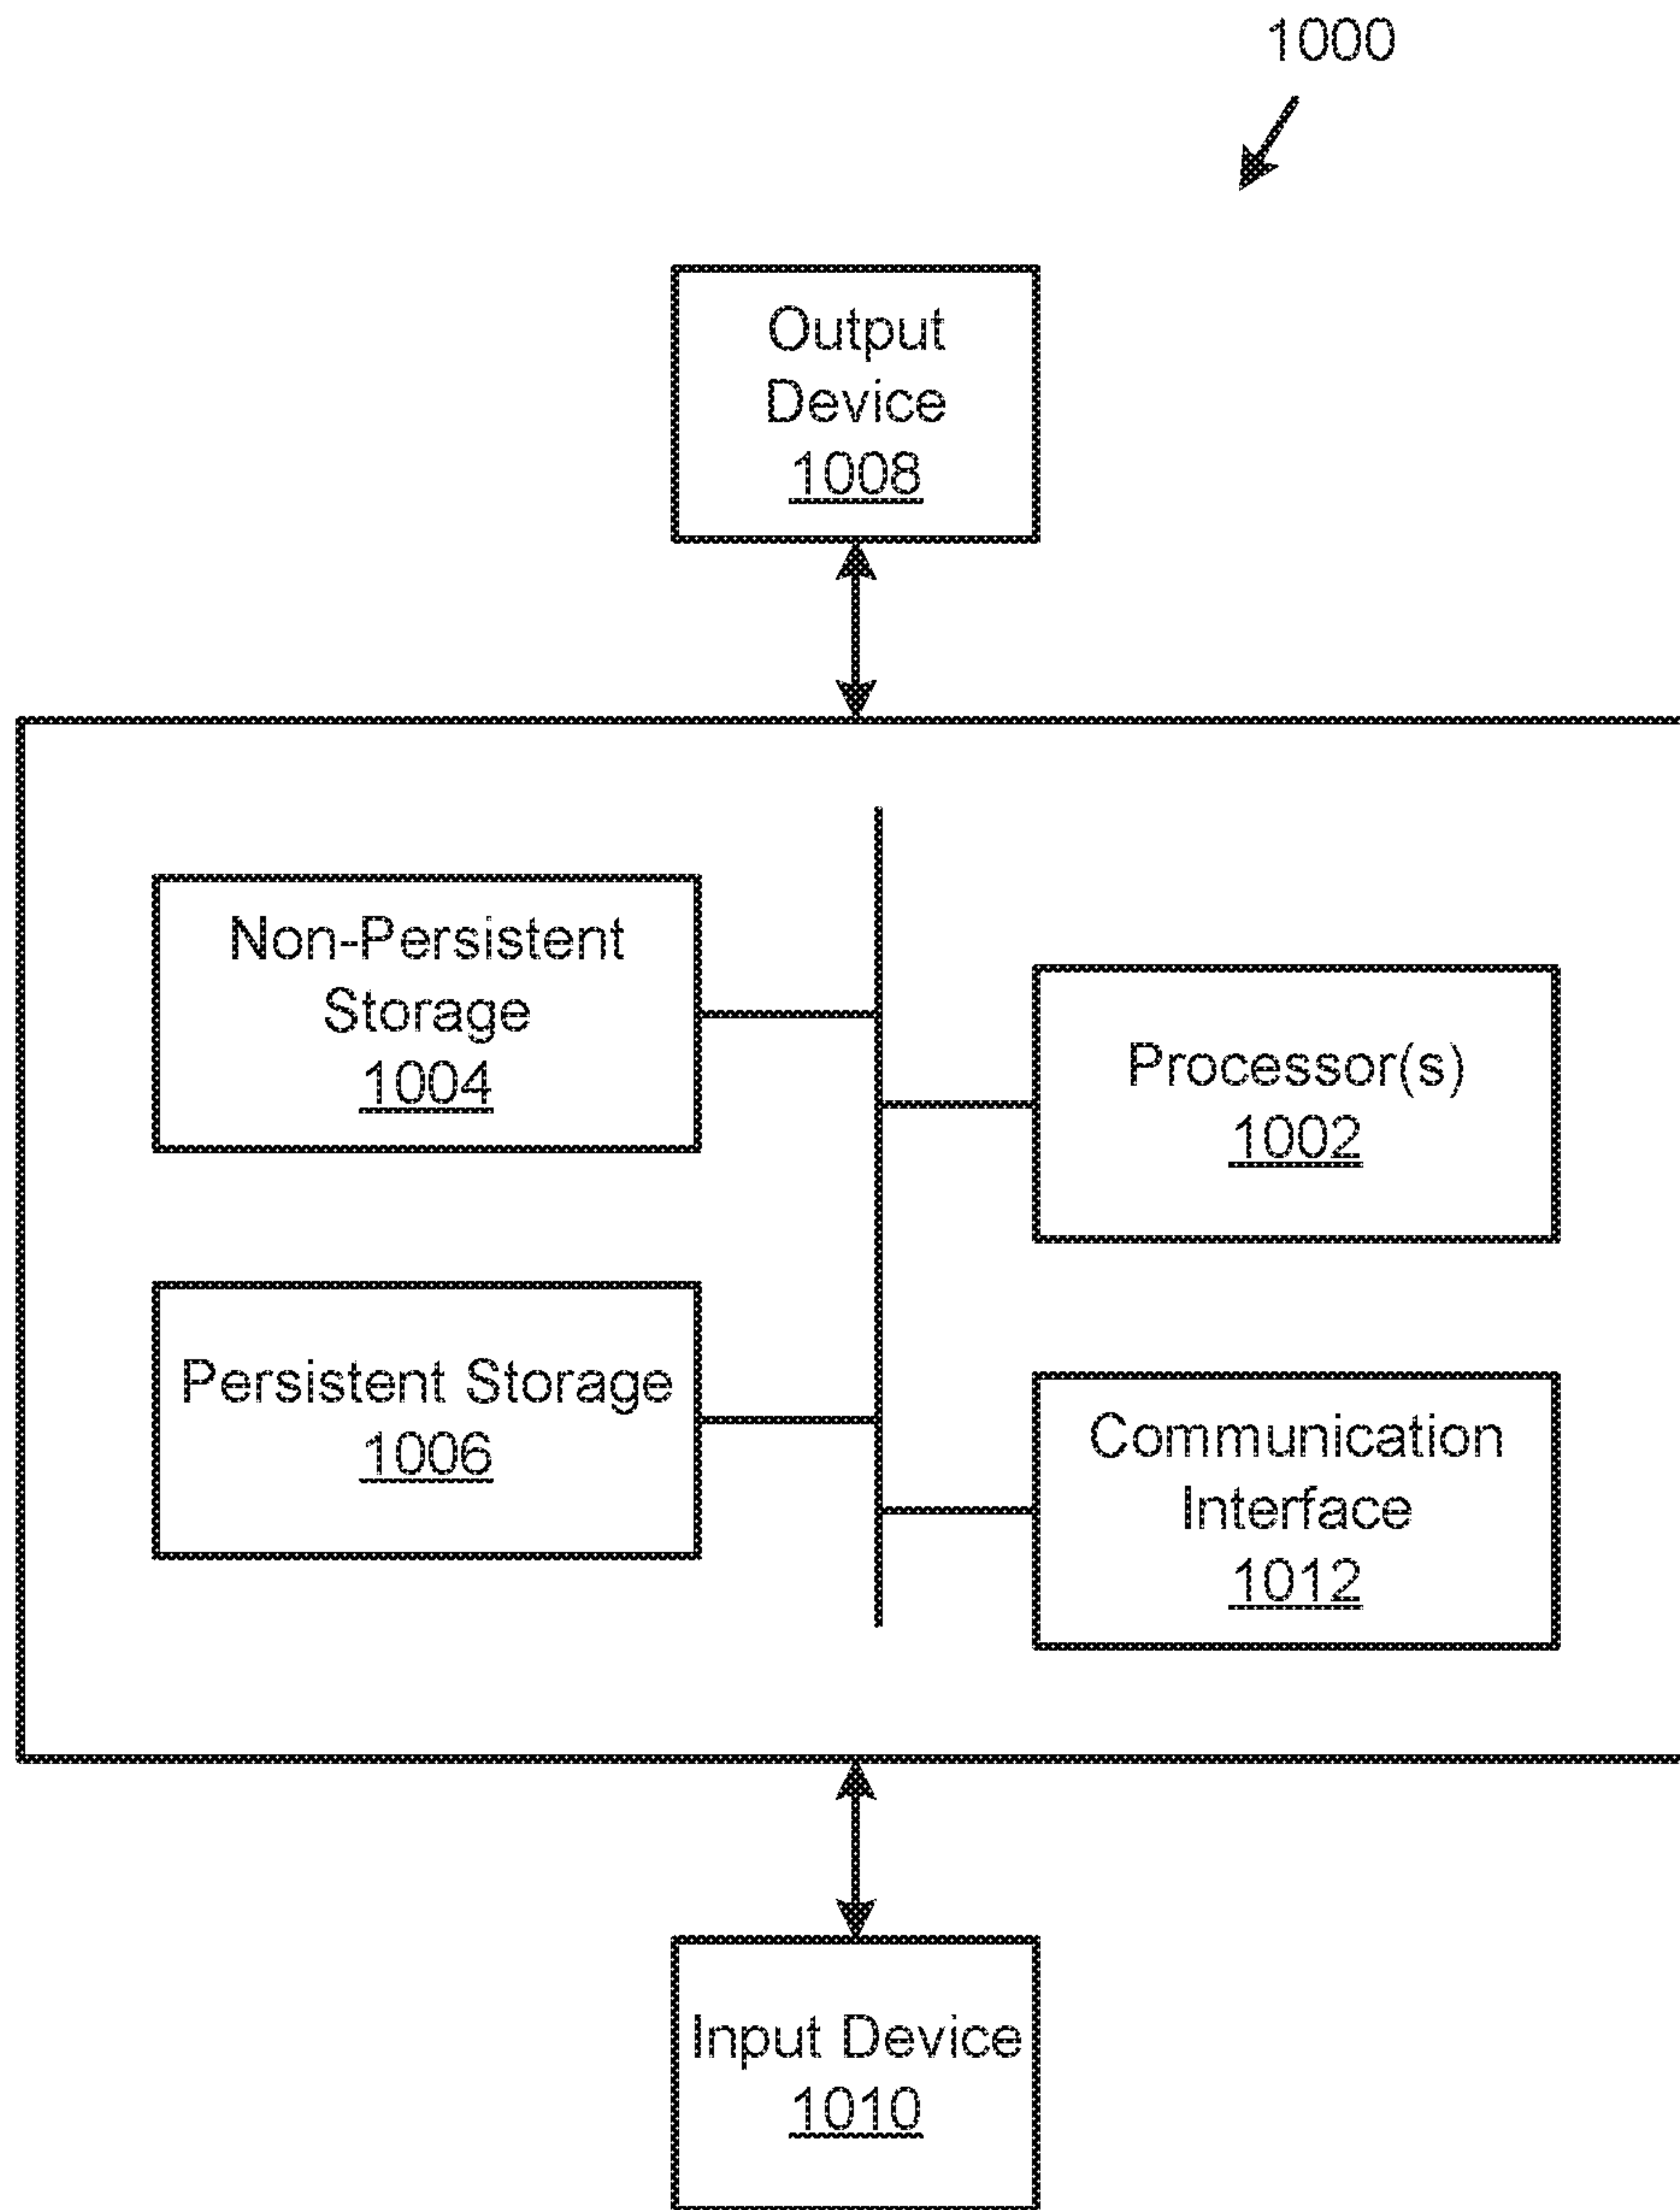 1000
Output
Device
1008
Non-Persistent
Storage
1004
Processor(s)
1002
Persistent Storage
1006
Communication
Interface
1012
Input Device
1010